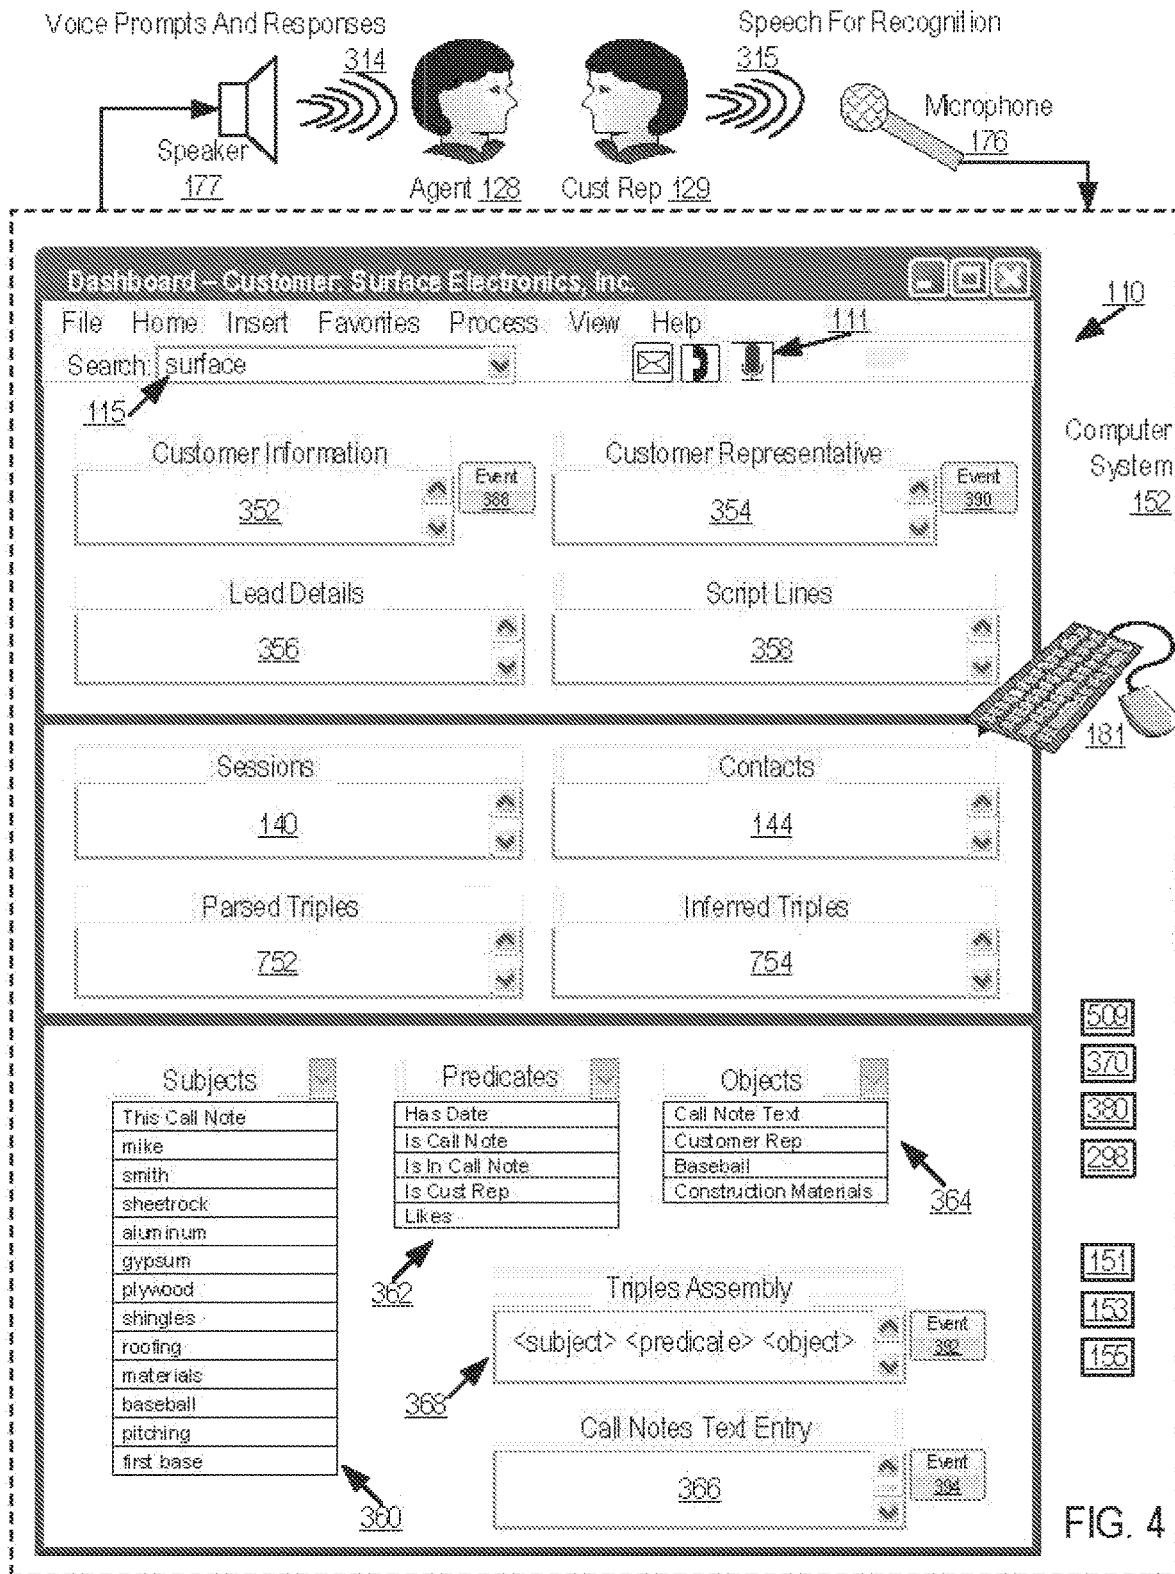 Voice Prompts And Responses
Speech For Recognition
314
315
Microphone
176
Speaker
177
Agent 128
Cust Rep 129
Dashboard – Customer: Surface Electronics, Inc.
File Home Insert Favorites Process View Help
111
110
Search: surface
115
Computer
System
152
Customer Information
352
Event
388
Customer Representative
354
Event
390
Lead Details
356
Script Lines
358
181
Sessions
140
Contacts
144
Parsed Triples
752
Inferred Triples
754
509
370
380
298
151
153
155
Subjects
This Call Note
mike
smith
sheetrock
aluminum
gypsum
plywood
shingles
roofing
materials
baseball
pitching
first base
360
Predicates
Has Date
Is Call Note
Is In Call Note
Is Cust Rep
Likes
362
Objects
Call Note Text
Customer Rep
Baseball
Construction Materials
364
Triples Assembly
<subject> <predicate> <object>
Event
392
368
Call Notes Text Entry
366
Event
394
FIG. 4